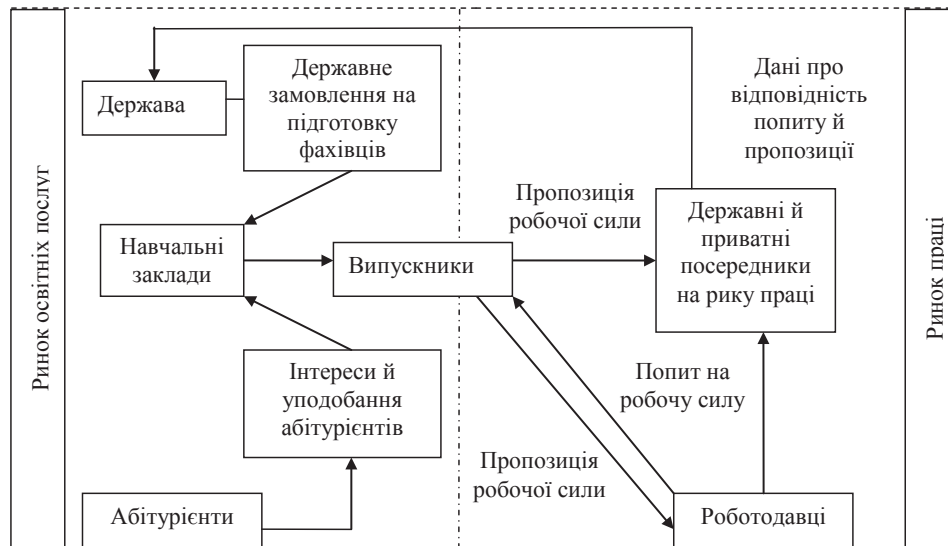 Ринок освітніх послуг
Держава
Державне
замовлення на
підготовку
фахівців
Дані про
відповідність
попиту й
пропозиції
Пропозиція
робочої сили
Навчальні
заклади
Випускники
Державні й
приватні
посередники
на рику праці
Інтереси й
уподобання
абітурієнтів
Попит на
робочу силу
Пропозиція
робочої сили
Абітурієнти
Роботодавці
Ринок праці